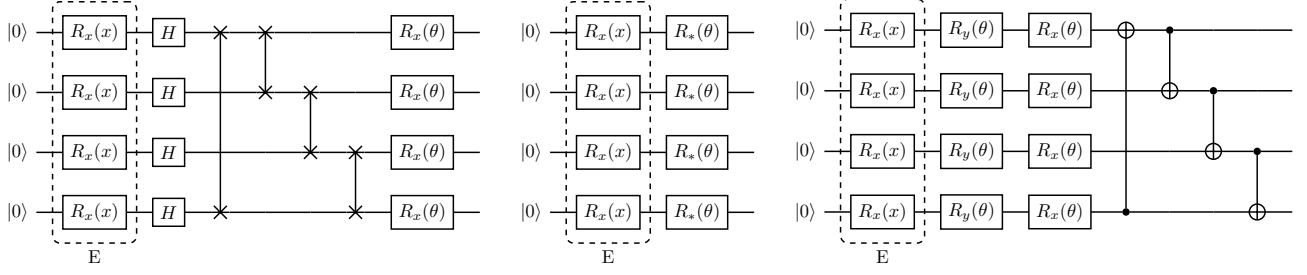 |0⟩ R_x(x) H R_x(θ) |0⟩ R_x(x) R_*(θ) |0⟩ R_x(x) R_y(θ) R_x(θ)
|0⟩ R_x(x) H R_x(θ) |0⟩ R_x(x) R_*(θ) |0⟩ R_x(x) R_y(θ) R_x(θ)
|0⟩ R_x(x) H R_x(θ) |0⟩ R_x(x) R_*(θ) |0⟩ R_x(x) R_y(θ) R_x(θ)
|0⟩ R_x(x) H R_x(θ) |0⟩ R_x(x) R_*(θ) |0⟩ R_x(x) R_y(θ) R_x(θ)
E E E